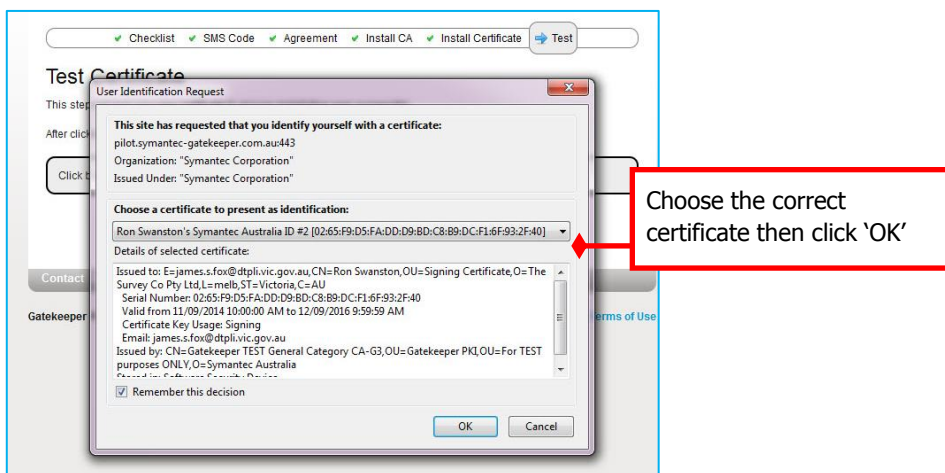 Checklist SMS Code Agreement Install CA Install Certificate Test
Test Certificate
This step
After click
Click b
User Identification Request
This site has requested that you identify yourself with a certificate:
pilot.symantec-gatekeeper.com.au:443
Organization: "Symantec Corporation"
Issued Under: "Symantec Corporation"
Choose a certificate to present as identification:
Ron Swanston's Symantec Australia ID #2 [02:65:F9:D5:FA:DD:D9:BD:C8:B9:DC:F1:6F:93:2F:40]
Details of selected certificate:
Issued to: E=james.s.fox@dtpli.vic.gov.au,CN=Ron Swanston,OU=Signing Certificate,O=The
Survey Co Pty Ltd,L=melb,ST=Victoria,C=AU
Serial Number: 02:65:F9:D5:FA:DD:D9:BD:C8:B9:DC:F1:6F:93:2F:40
Valid from 11/09/2014 10:00:00 AM to 12/09/2016 9:59:59 AM
Certificate Key Usage: Signing
Email: james.s.fox@dtpli.vic.gov.au
Issued by: CN=Gatekeeper TEST General Category CA-G3,OU=Gatekeeper PKI,OU=For TEST
purposes ONLY,O=Symantec Australia
Stored in: Software Security Device
Remember this decision
OK Cancel
Choose the correct
certificate then click ‘OK’
Contact
Gatekeeper
erms of Use